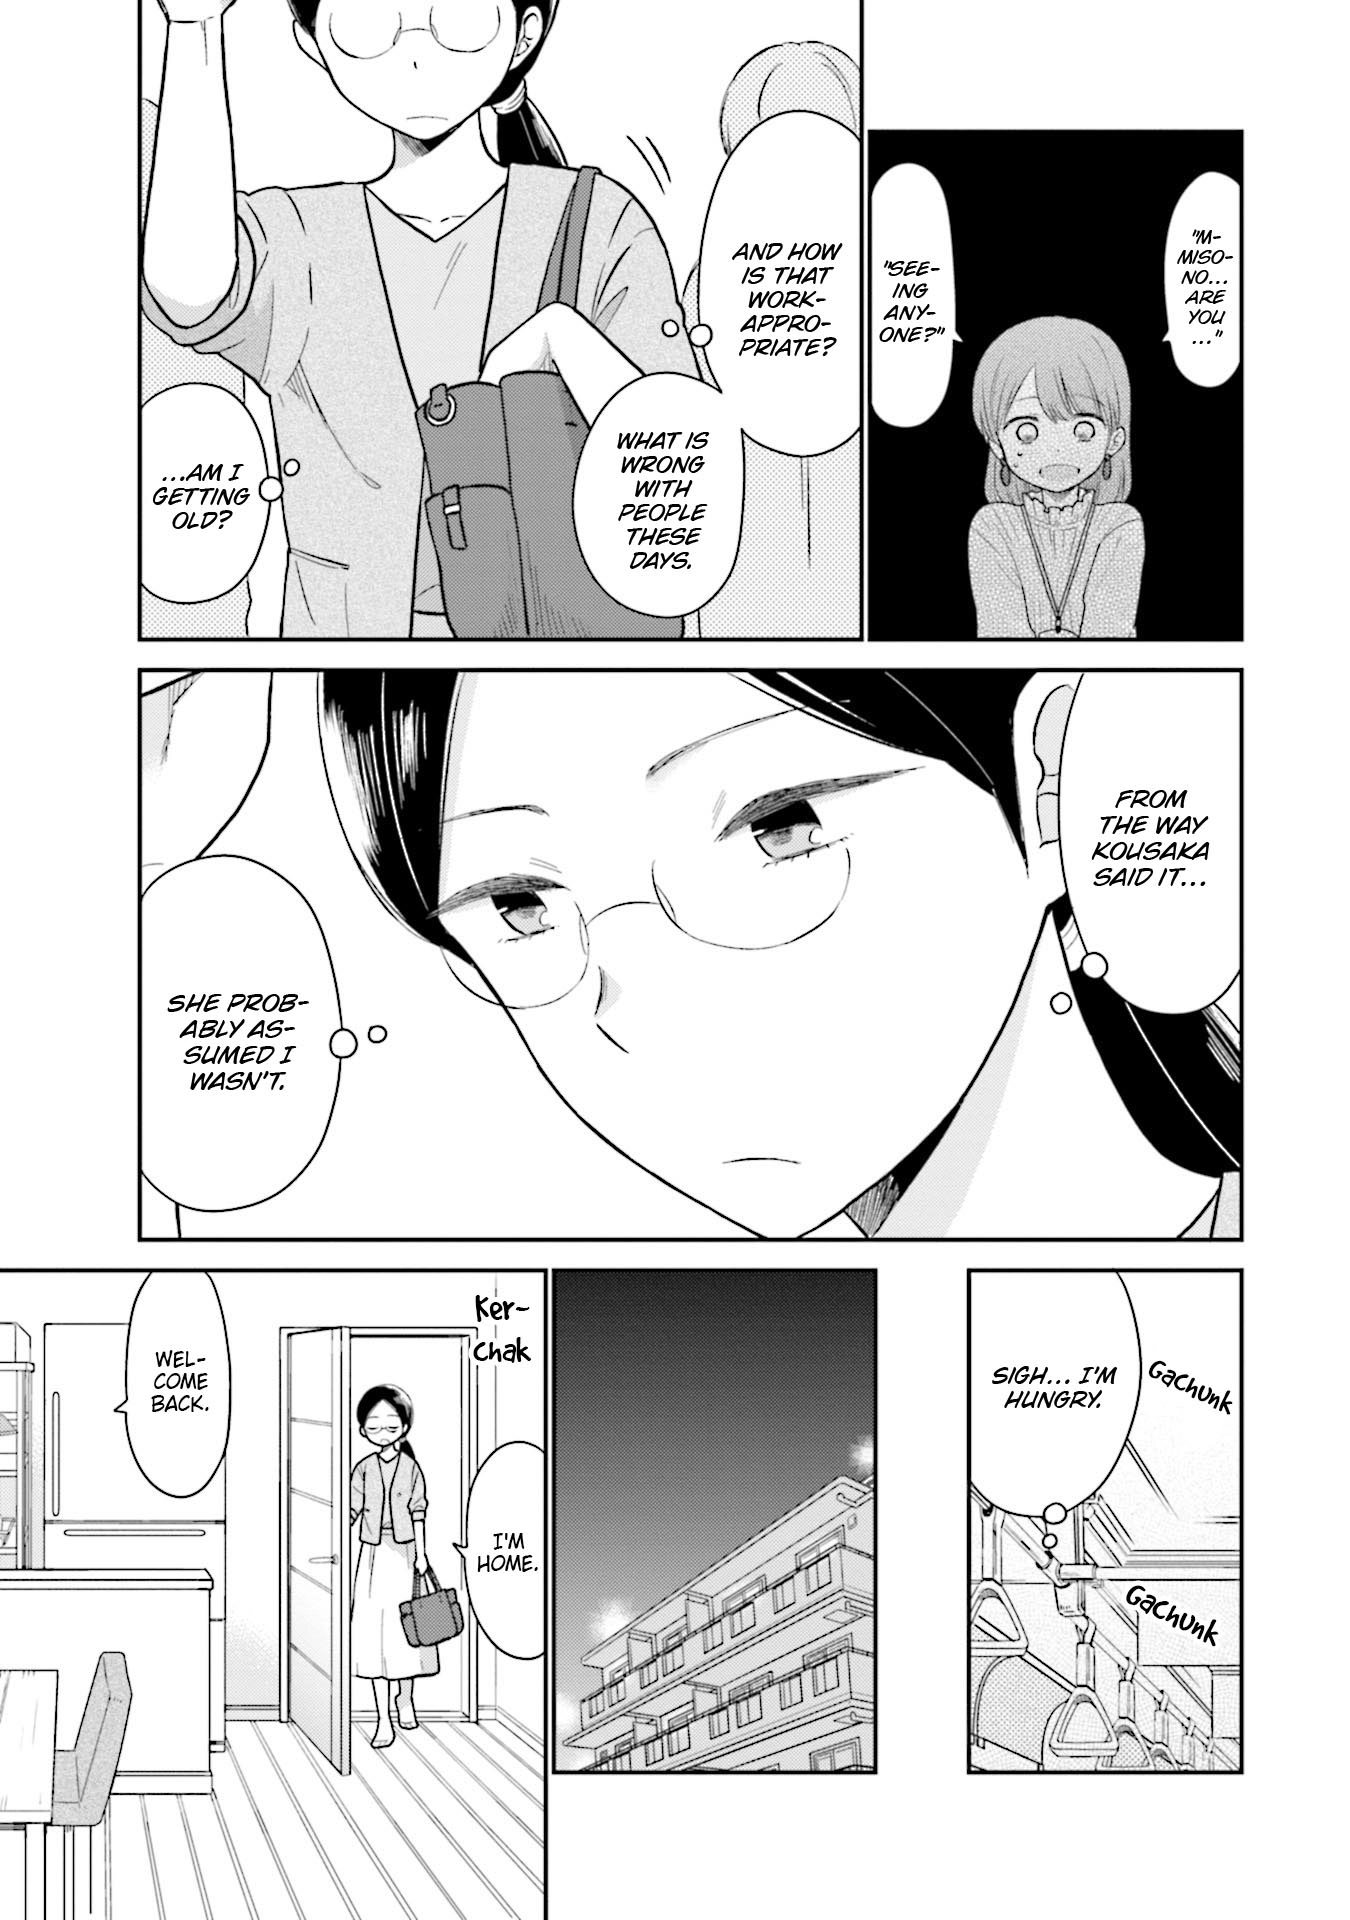 "M-
MISO-
NO...
ARE
YOU
..."
"SEE-
ING
ANY-
ONE?"
AND HOW
IS THAT
WORK-
APPRO-
PRIATE?
WHAT IS
WRONG
WITH
PEOPLE
THESE
DAYS.
...AM I
GETTING
OLD?
FROM
THE WAY
KOUSAKA
SAID IT...
SHE PROB-
ABLY AS-
SUMED I
WASN'T.
SIGH... I'M
HUNGRY.
Gachunk
Gachunk
Ker-
chak
I'M
HOME.
WEL-
COME
BACK.